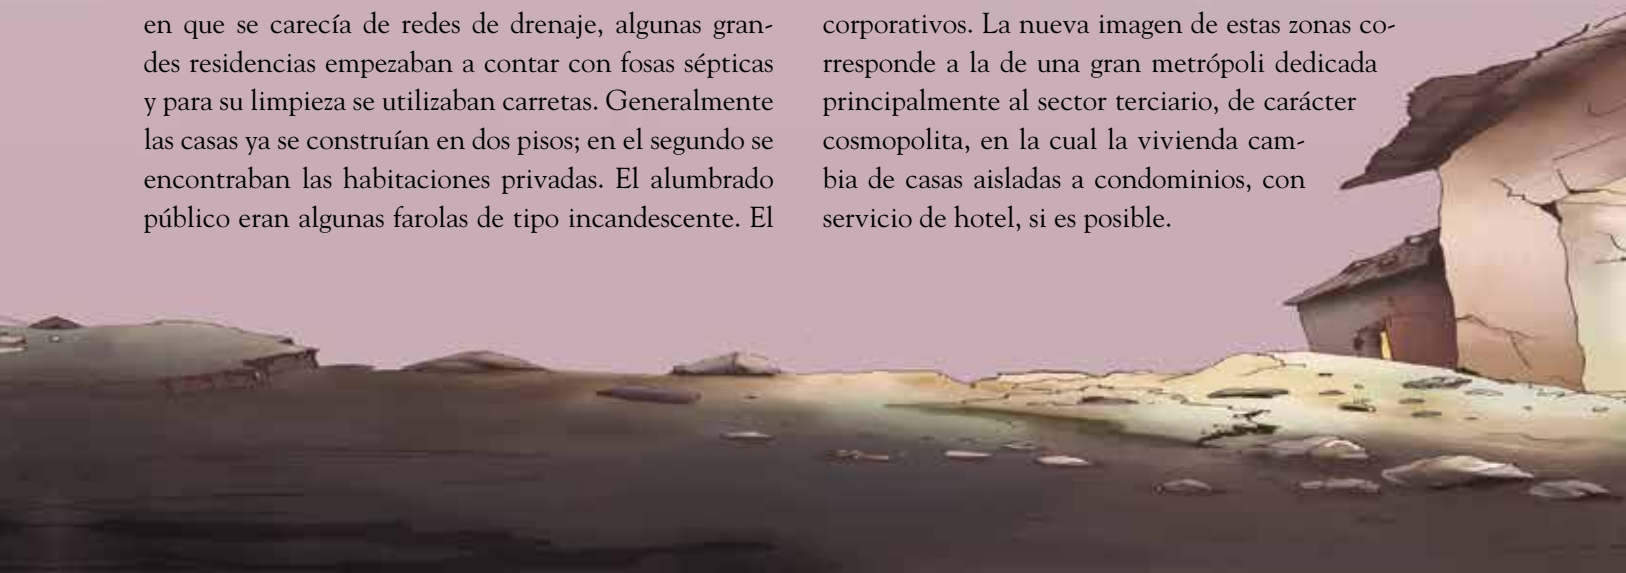 en que se carecía de redes de drenaje, algunas gran-
des residencias empezaban a contar con fosas sépticas
y para su limpieza se utilizaban carretas. Generalmente
las casas ya se construían en dos pisos; en el segundo se
encontraban las habitaciones privadas. El alumbrado
público eran algunas farolas de tipo incandescente. El
corporativos. La nueva imagen de estas zonas co-
rresponde a la de una gran metrópoli dedicada
principalmente al sector terciario, de carácter
cosmopolita, en la cual la vivienda cam-
bia de casas aisladas a condominios, con
servicio de hotel, si es posible.